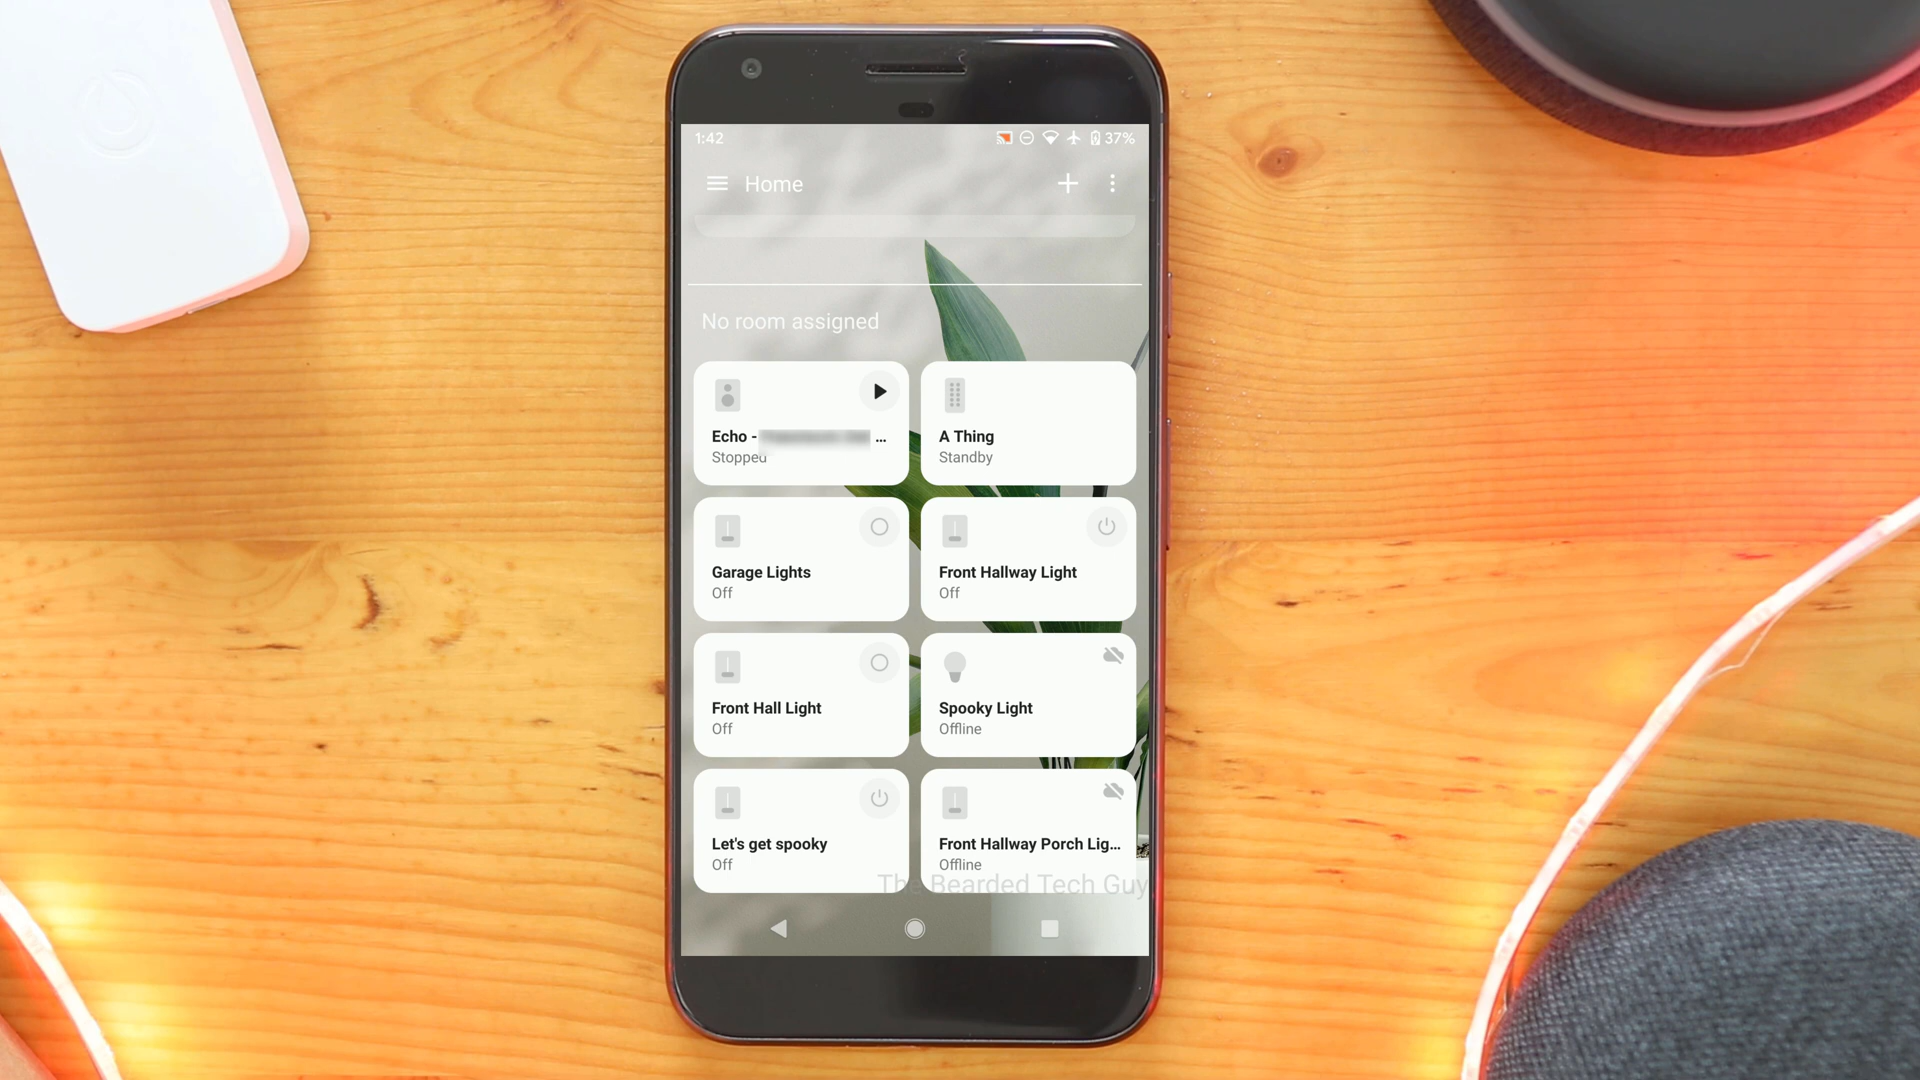 1:42
37%
Home
No room assigned
Echo - ...
Stopped
A Thing
Standby
Garage Lights
Off
Front Hallway Light
Off
Front Hall Light
Off
Spooky Light
Offline
Let's get spooky
Off
Front Hallway Porch Lig...
Offline
The Bearded Tech Guy